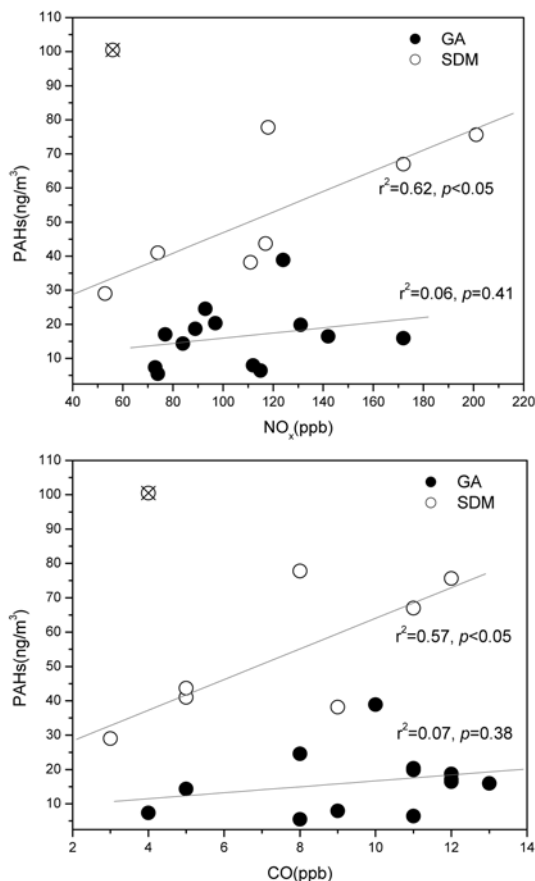 110
100
90
80
70
60
50
40
30
20
10
PAHs(ng/m³)
GA
SDM
r²=0.62, p<0.05
r²=0.06, p=0.41
40 60 80 100 120 140 160 180 200 220
NOₓ(ppb)
110
100
90
80
70
60
50
40
30
20
10
PAHs(ng/m³)
GA
SDM
r²=0.57, p<0.05
r²=0.07, p=0.38
2 4 6 8 10 12 14
CO(ppb)